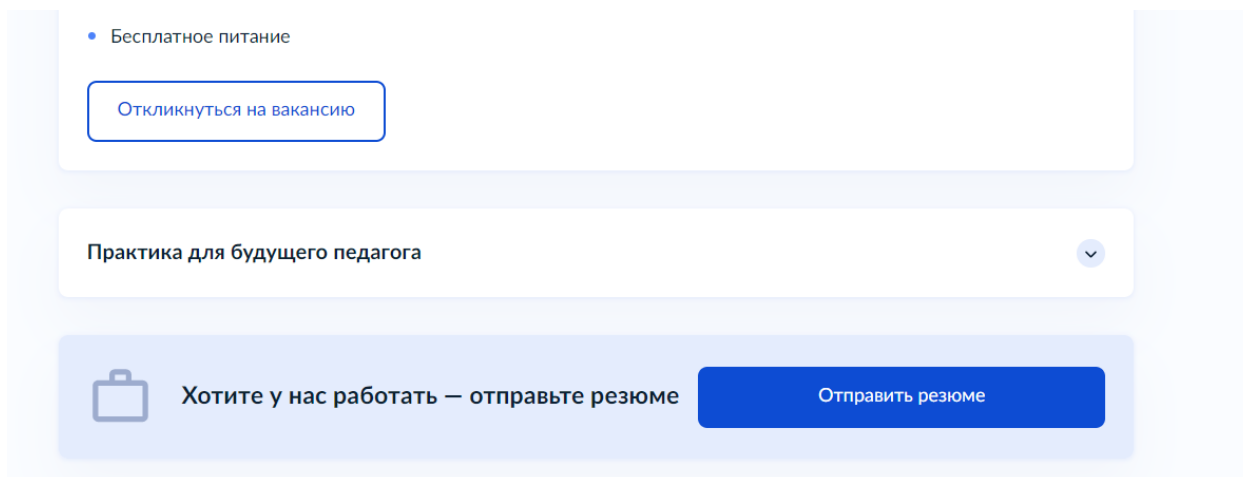 Бесплатное питание
Откликнуться на вакансию
Практика для будущего педагога
Хотите у нас работать — отправьте резюме
Отправить резюме